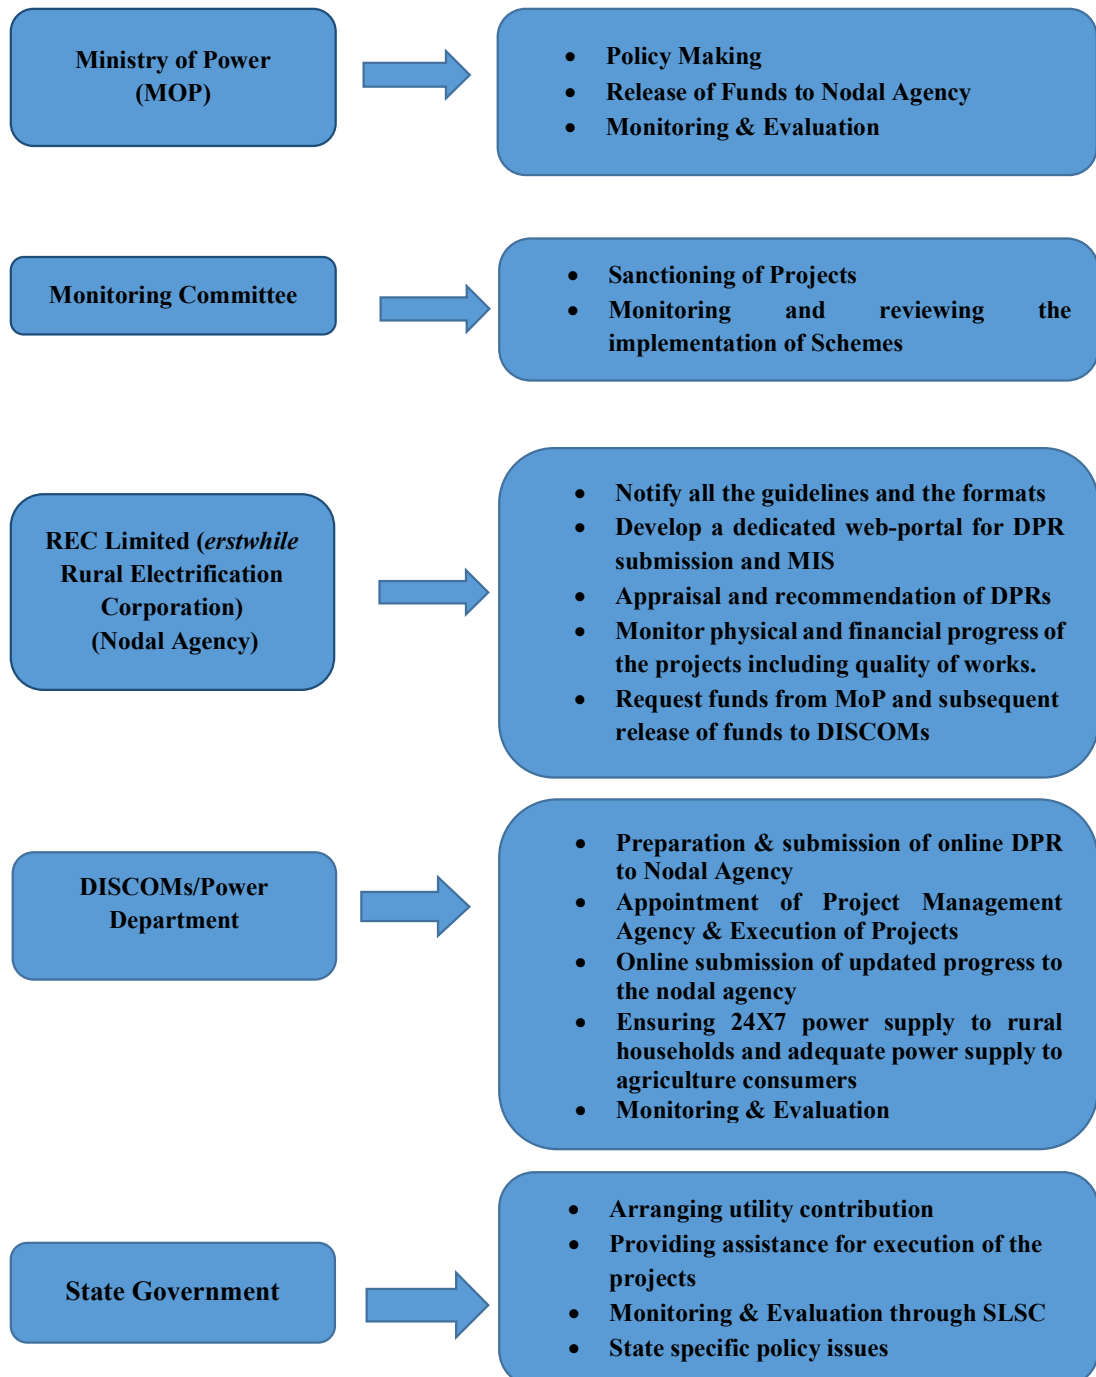 Ministry of Power
(MOP)
• Policy Making
• Release of Funds to Nodal Agency
• Monitoring & Evaluation
Monitoring Committee
• Sanctioning of Projects
• Monitoring and reviewing the
implementation of Schemes
REC Limited (erstwhile
Rural Electrification
Corporation)
(Nodal Agency)
• Notify all the guidelines and the formats
• Develop a dedicated web-portal for DPR
submission and MIS
• Appraisal and recommendation of DPRs
• Monitor physical and financial progress of
the projects including quality of works.
• Request funds from MoP and subsequent
release of funds to DISCOMs
DISCOMs/Power
Department
• Preparation & submission of online DPR
to Nodal Agency
• Appointment of Project Management
Agency & Execution of Projects
• Online submission of updated progress to
the nodal agency
• Ensuring 24X7 power supply to rural
households and adequate power supply to
agriculture consumers
• Monitoring & Evaluation
State Government
• Arranging utility contribution
• Providing assistance for execution of the
projects
• Monitoring & Evaluation through SLSC
• State specific policy issues